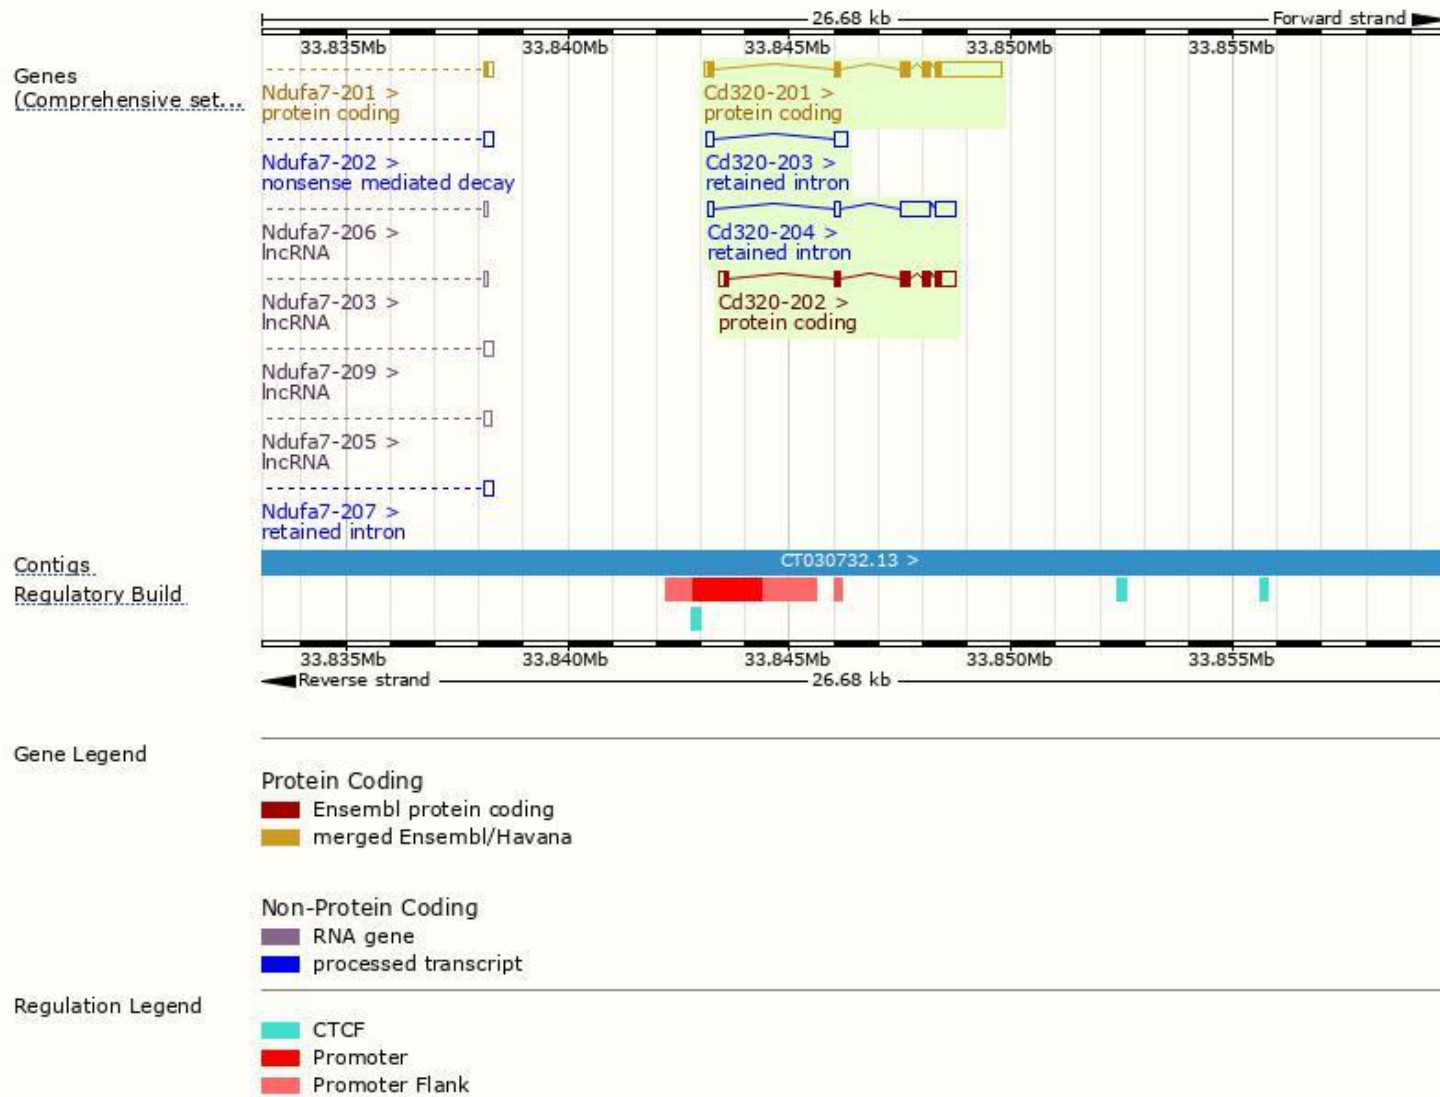 26.68 kb Forward strand
33.835Mb 33.840Mb 33.845Mb 33.850Mb 33.855Mb
Genes
(Comprehensive set...
Ndufa7-201 > Cd320-201 >
protein coding protein coding
Ndufa7-202 > Cd320-203 >
nonsense mediated decay retained intron
Ndufa7-206 > Cd320-204 >
lncRNA retained intron
Ndufa7-203 > Cd320-202 >
lncRNA protein coding
Ndufa7-209 >
lncRNA
Ndufa7-205 >
lncRNA
Ndufa7-207 >
retained intron
Contigs CT030732.13 >
Regulatory Build
33.835Mb 33.840Mb 33.845Mb 33.850Mb 33.855Mb
Reverse strand 26.68 kb
Gene Legend
Protein Coding
Ensembl protein coding
merged Ensembl/Havana
Non-Protein Coding
RNA gene
processed transcript
Regulation Legend
CTCF
Promoter
Promoter Flank